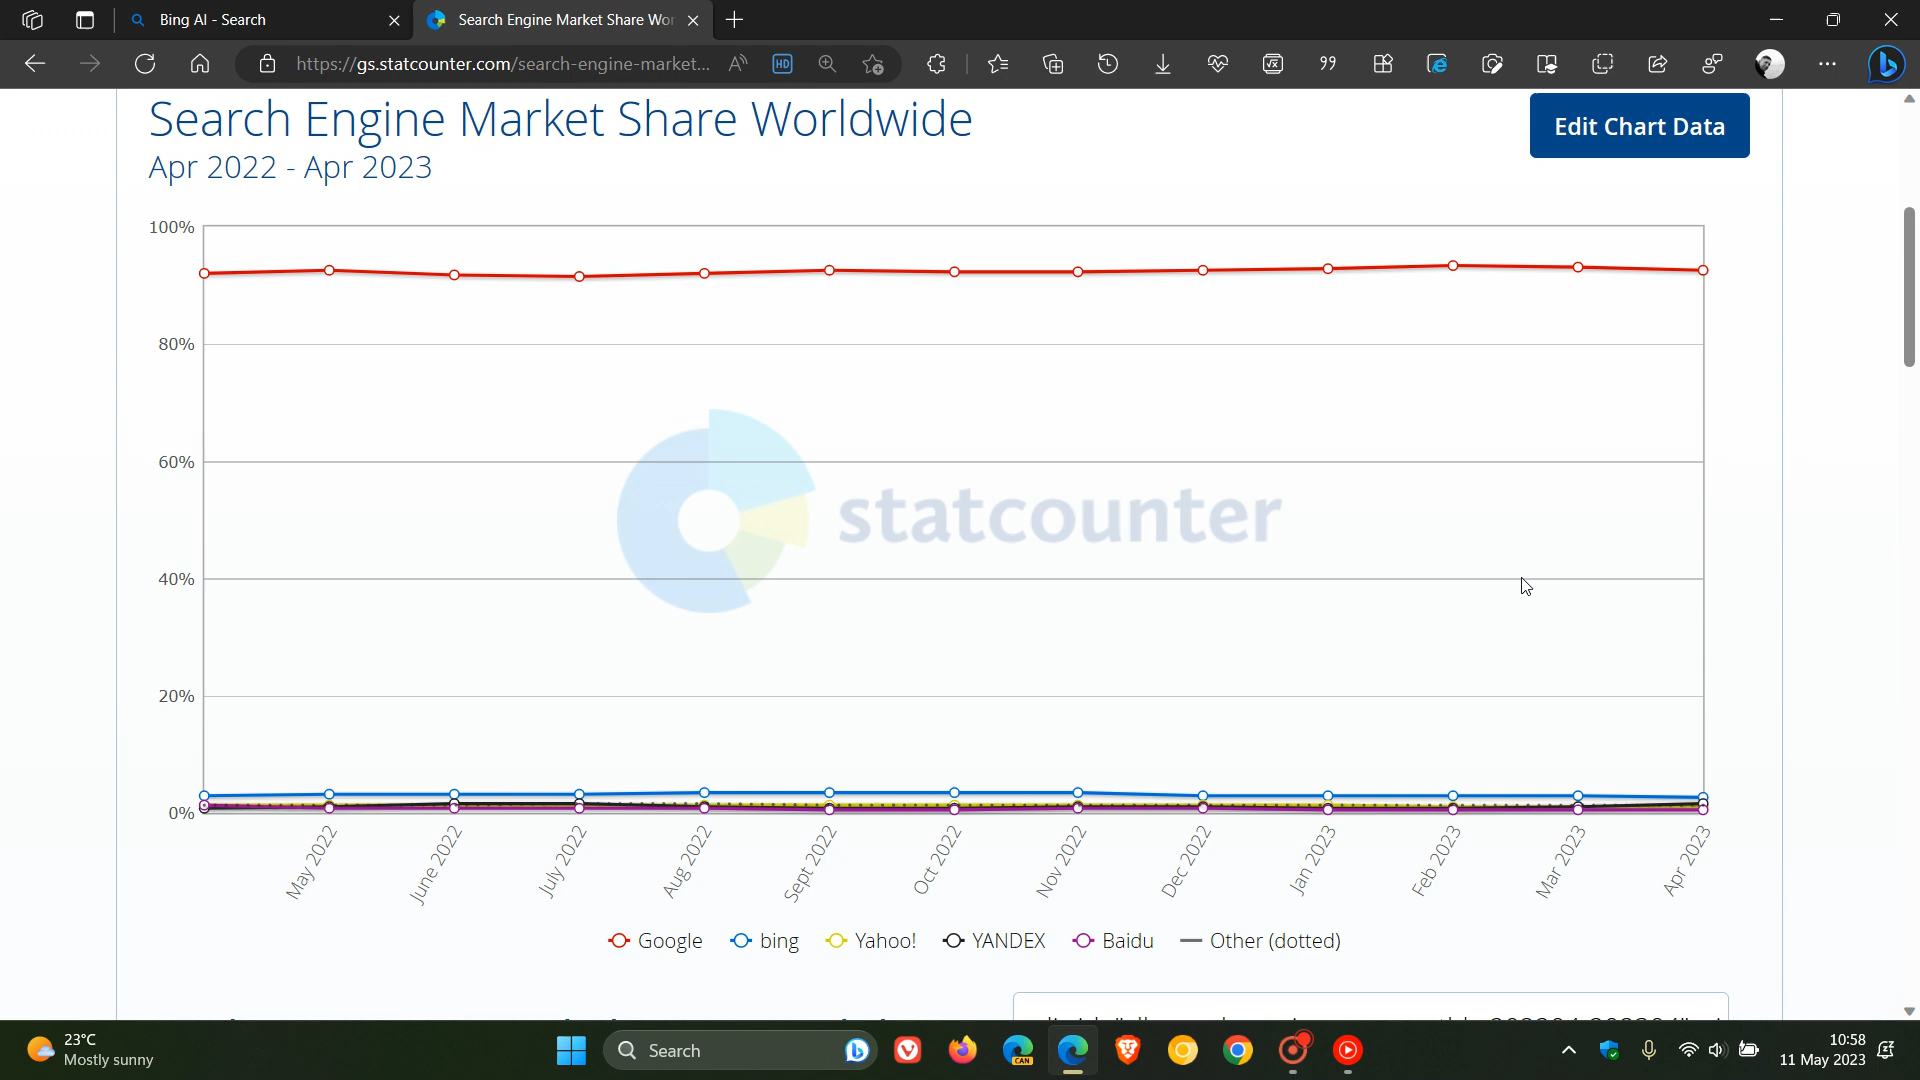 Bing AI - Search
Search Engine Market Share Wor
https://gs.statcounter.com/search-engine-market...
HD
Search Engine Market Share Worldwide
Edit Chart Data
Apr 2022 - Apr 2023
100%
80%
60%
statcounter
40%
20%
0%
May 2022
June 2022
July 2022
Aug 2022
Sept 2022
Oct 2022
Nov 2022
Dec 2022
Jan 2023
Feb 2023
Mar 2023
Apr 2023
Google
bing
Yahoo!
YANDEX
Baidu
Other (dotted)
23°C
Mostly sunny
Search
CAN
10:58
11 May 2023